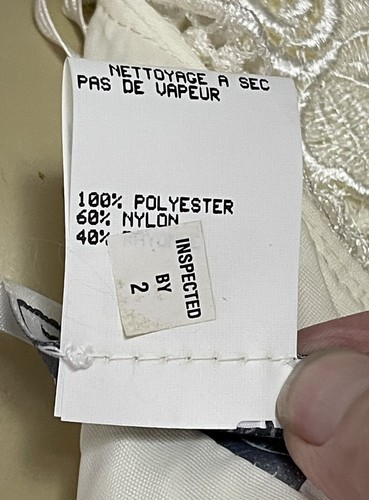 NETTOYAGE A SEC
PAS DE VAPEUR
100% POLYESTER
60% NYLON
40%
INSPECTED
BY
2